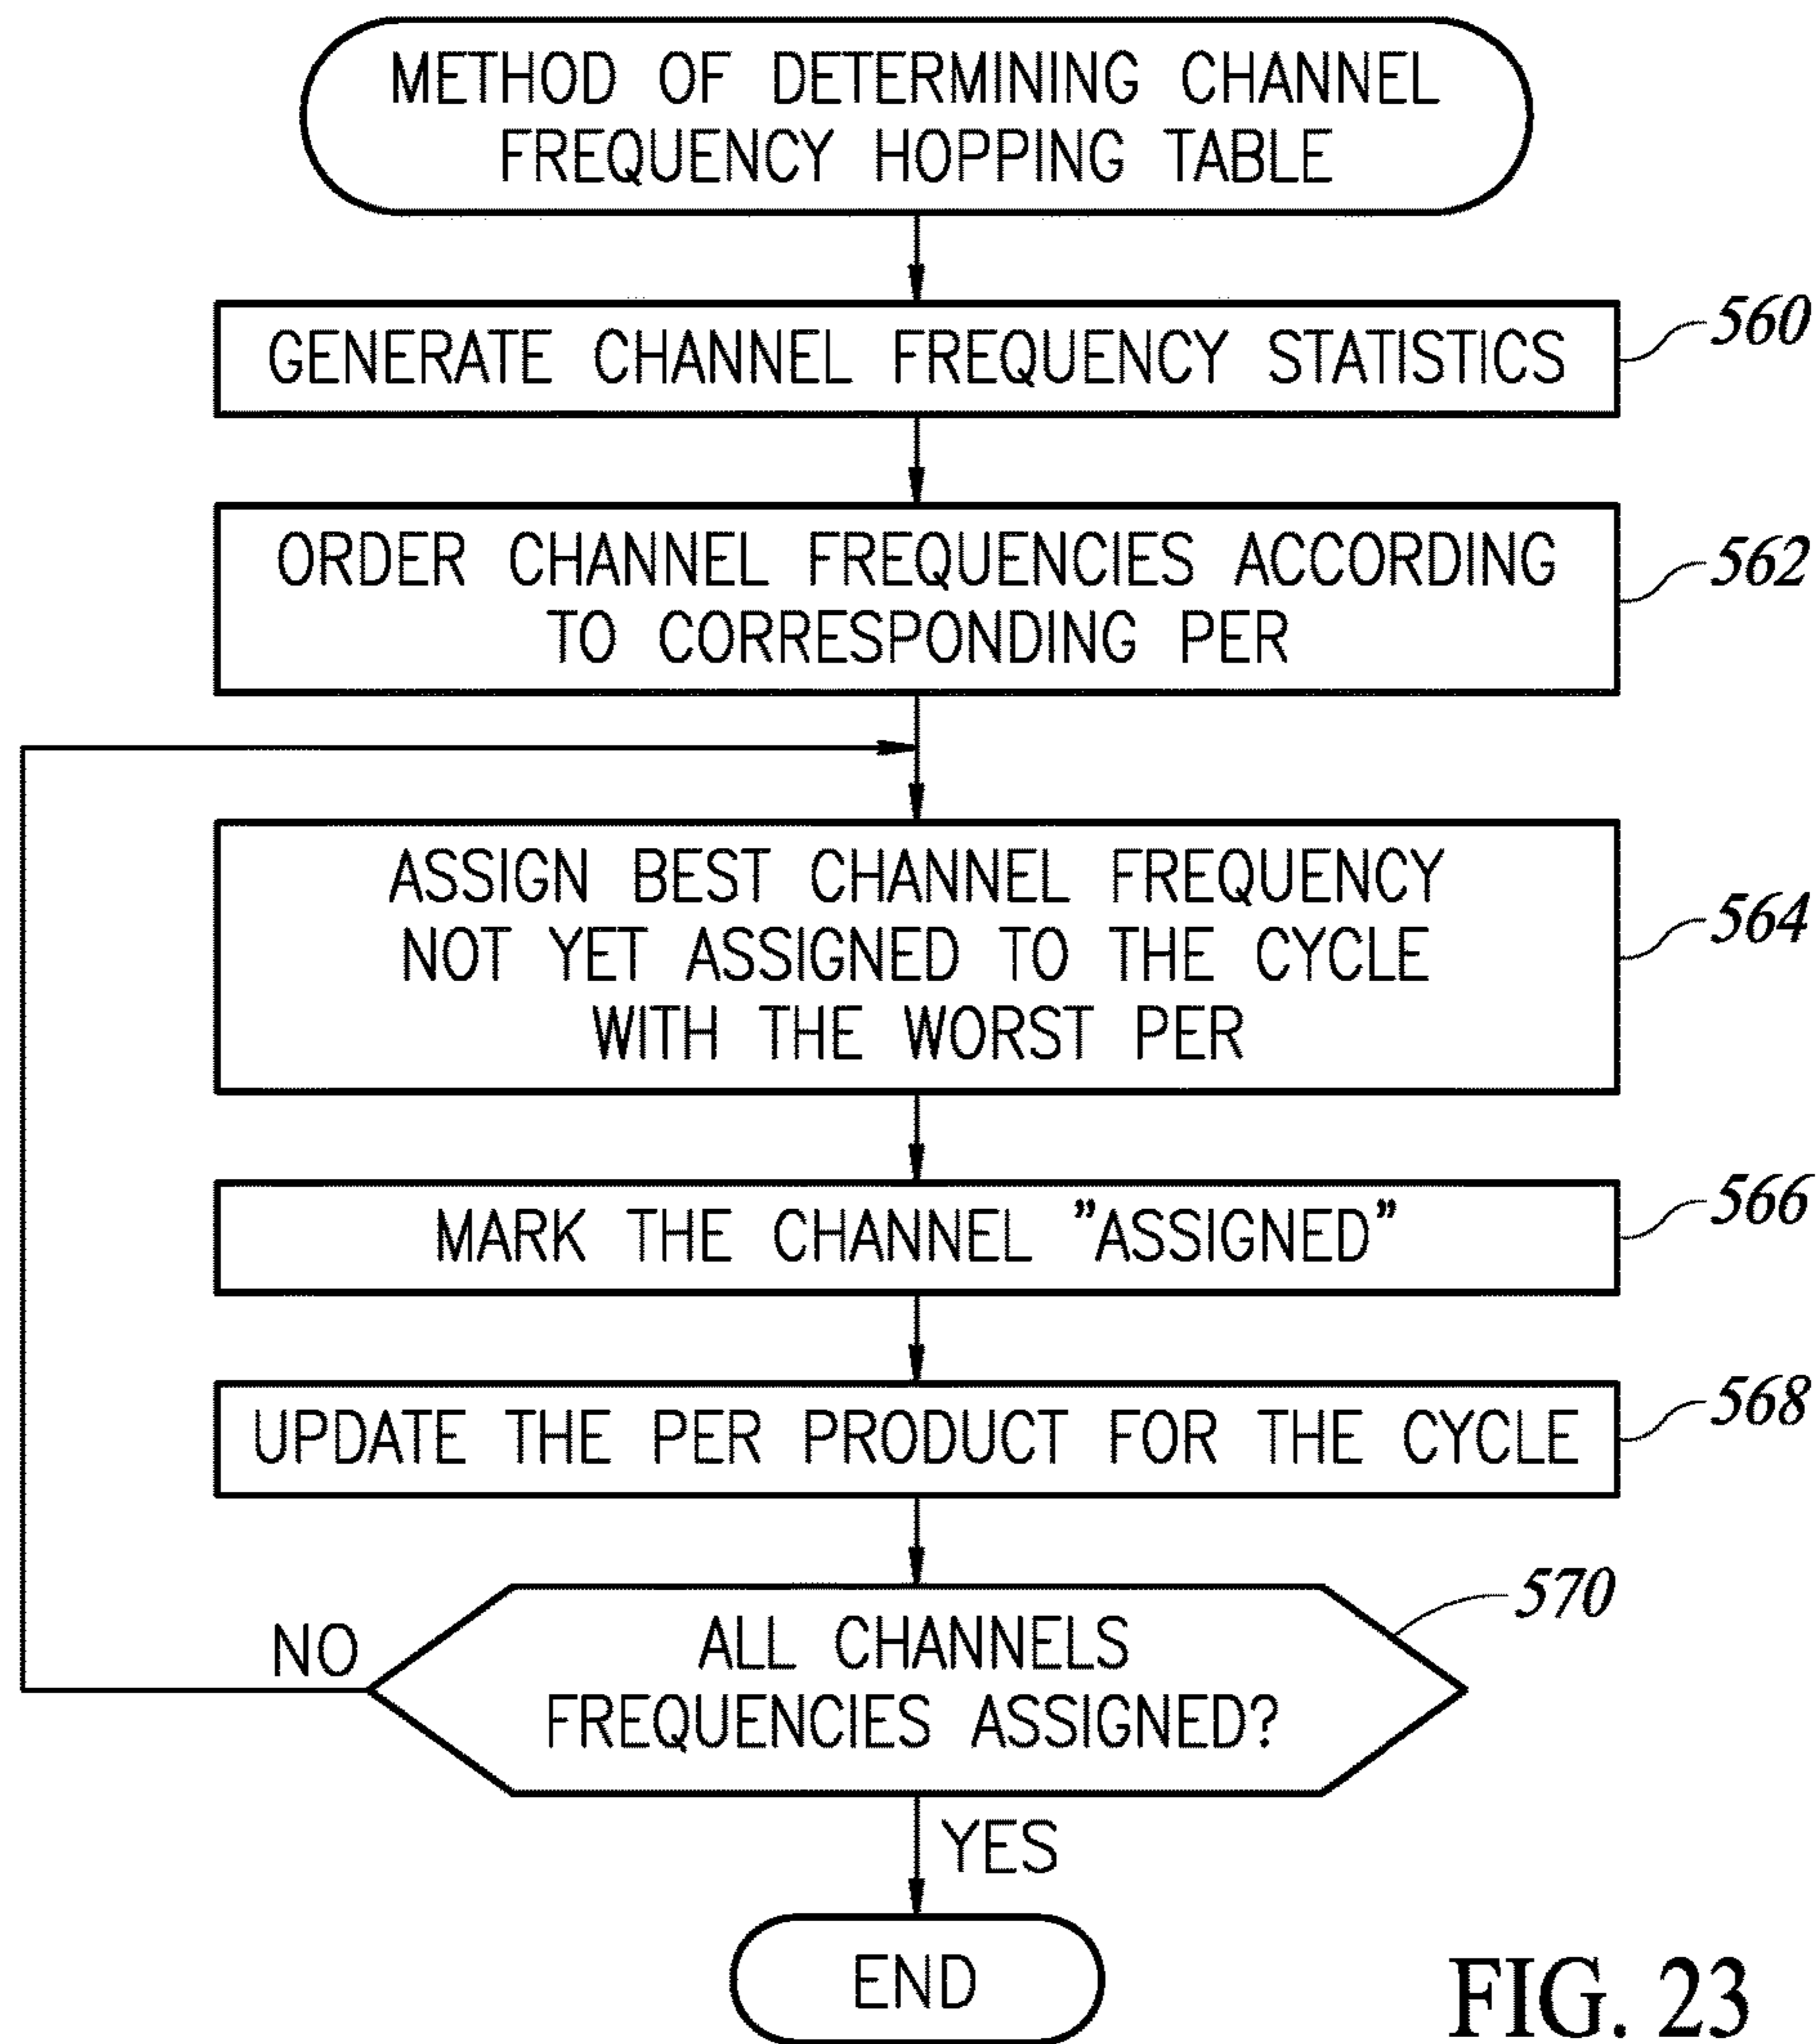 METHOD OF DETERMINING CHANNEL
FREQUENCY HOPPING TABLE
GENERATE CHANNEL FREQUENCY STATISTICS
560
ORDER CHANNEL FREQUENCIES ACCORDING
TO CORRESPONDING PER
562
ASSIGN BEST CHANNEL FREQUENCY
NOT YET ASSIGNED TO THE CYCLE
WITH THE WORST PER
564
MARK THE CHANNEL "ASSIGNED"
566
UPDATE THE PER PRODUCT FOR THE CYCLE
568
570
NO
ALL CHANNELS
FREQUENCIES ASSIGNED?
YES
END
FIG. 23